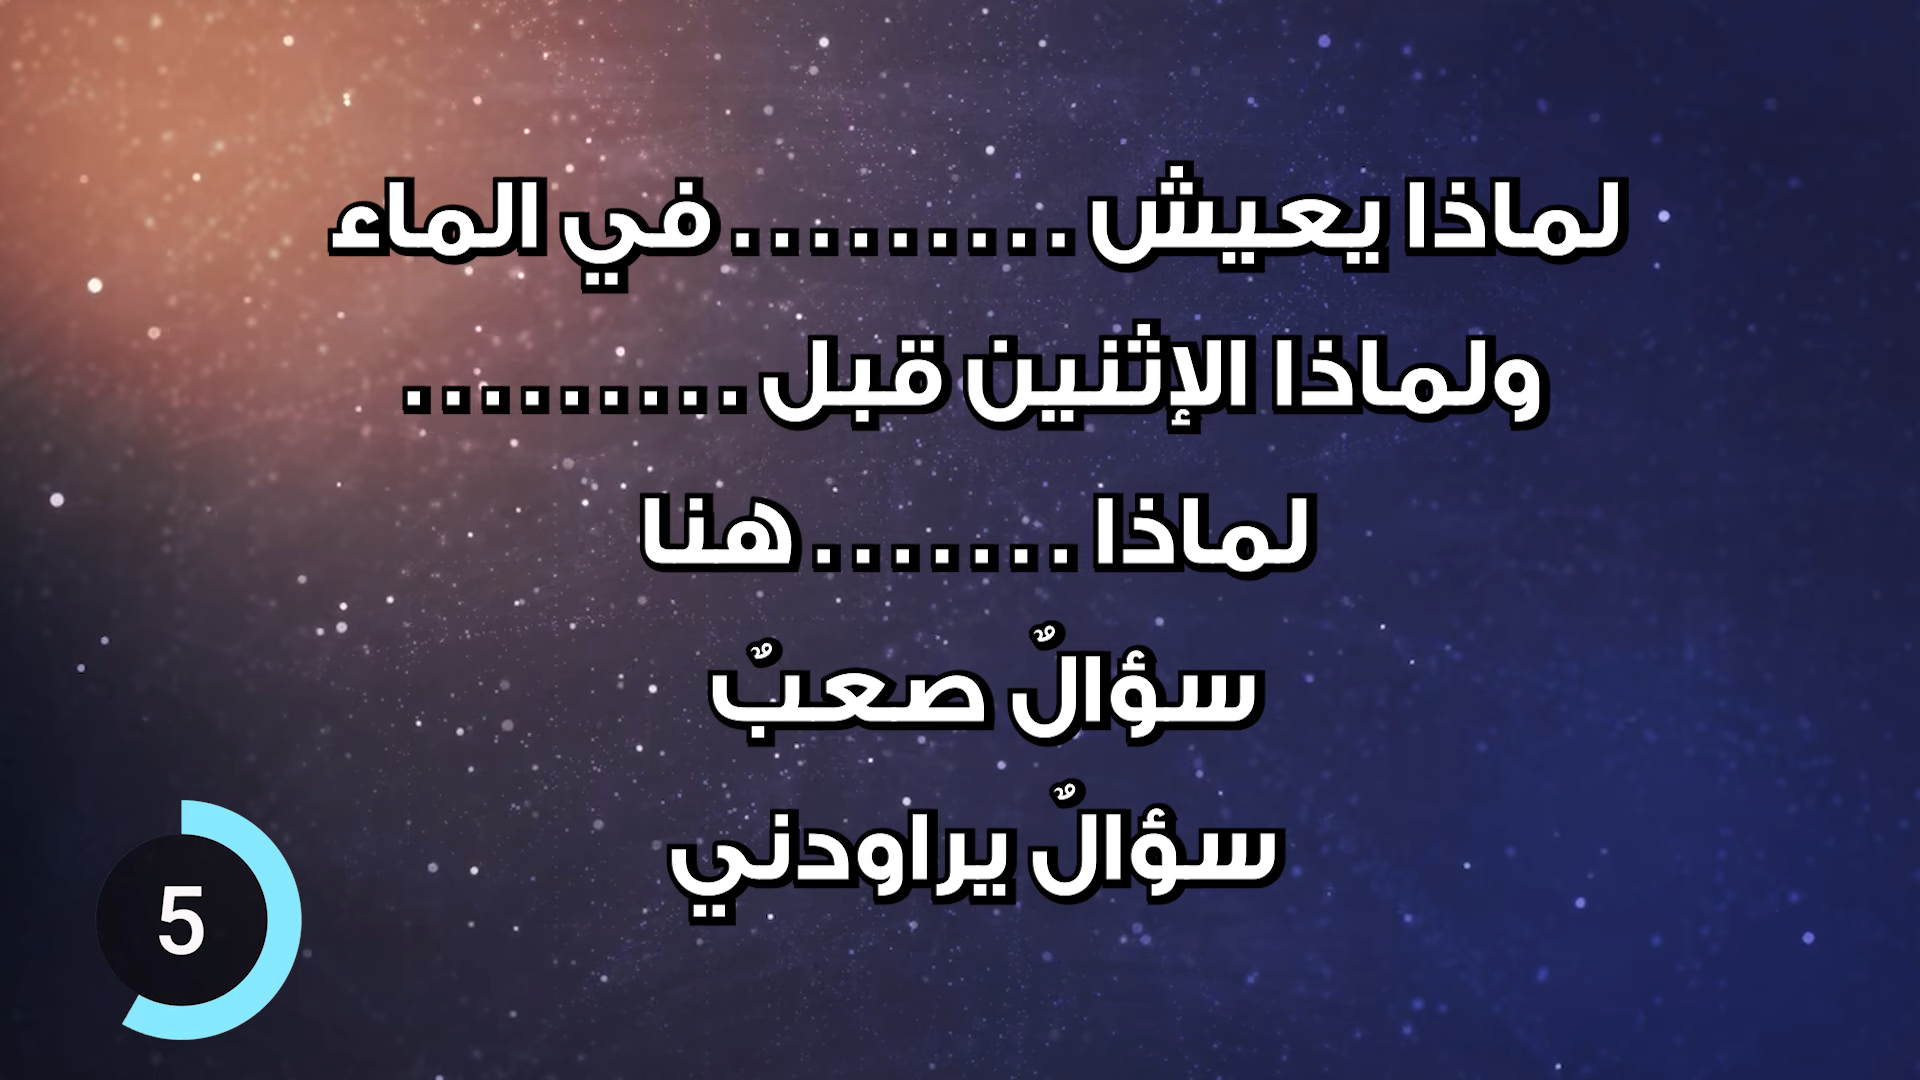 لماذا يعيش ......... في الماء
ولماذا الإثنين قبل .........
لماذا ....... هنا
سؤالٌ صعبٌ
سؤالٌ يراودني
5